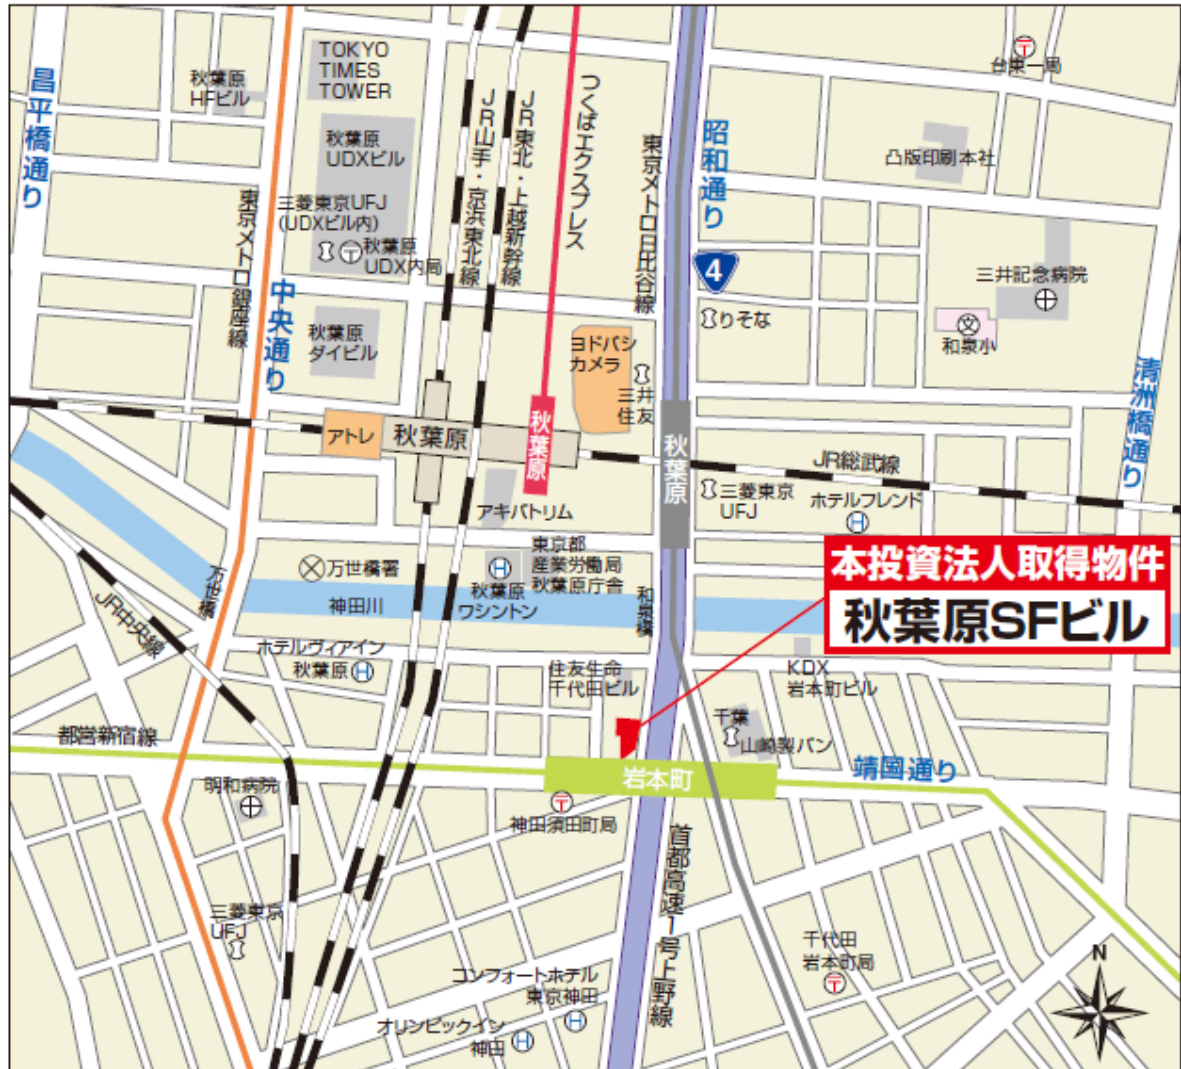 昌平橋通り
秋葉原
HFビル
TOKYO
TIMES
TOWER
秋葉原
UDXビル
三菱東京UFJ
(UDXビル内)
秋葉原
UDX内局
東京メトロ銀座線
中央通り
秋葉原
ダイビル
JR山手・京浜東北線
JR東北・上越新幹線
つくばエクスプレス
東京メトロ日比谷線
昭和通り
4
台東一局
凸版印刷本社
三井記念病院
文
和泉小
りそな
清洲橋通り
ヨドバシ
カメラ
三井
住友
アトレ
秋葉原
秋葉原
秋葉原
JR総武線
三菱東京
UFJ
ホテルフレンド
H
アキバトリム
東京都
産業労働局
秋葉原庁舎
H
秋葉原
ワシントン
万世橋署
神田川
万世橋
和泉橋
JR中央線
本投資法人取得物件
秋葉原SFビル
ホテルヴィアイン
秋葉原
H
住友生命
千代田ビル
KDX
岩本町ビル
千葉
山崎製パン
都営新宿線
岩本町
靖国通り
明和病院
神田須田町局
首都高速1号上野線
三菱東京
UFJ
千代田
岩本町局
コンフォートホテル
東京神田
H
オリンピックイン
神田
H
N